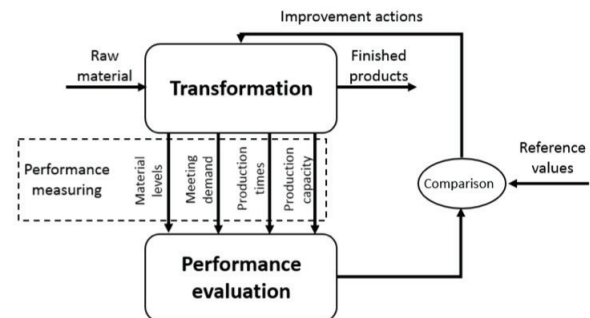 Improvement actions
Raw
material
Transformation
Finished
products
Performance
measuring
Material
levels
Meeting
demand
Production
times
Production
capacity
Reference
values
Comparison
Performance
evaluation